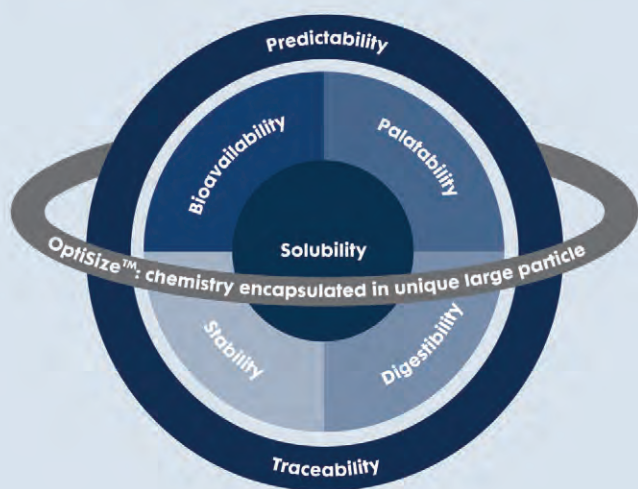 Predictability
Bioavailability
Palatability
Solubility
OptiSize™: chemistry encapsulated in unique large particle
Stability
Digestibility
Traceability